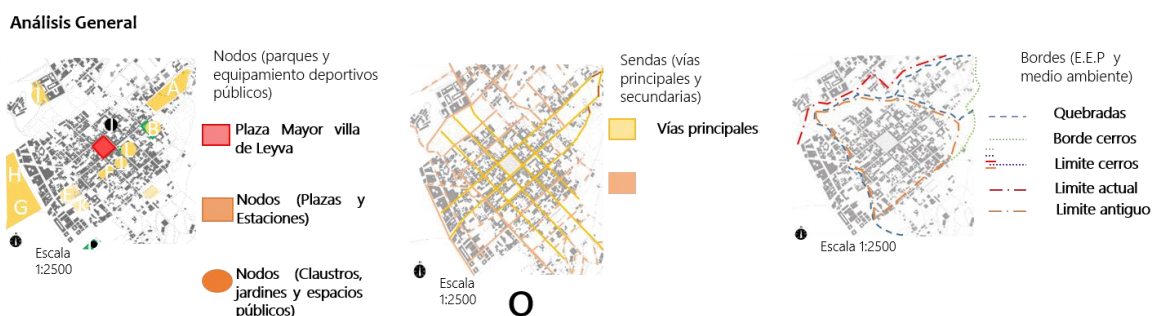 Análisis General
Nodos (parques y
equipamiento deportivos
públicos)
Plaza Mayor villa
de Leyva
Nodos (Plazas y
Estaciones)
Nodos (Claustros,
jardines y espacios
públicos)
A
B
H
G
Escala
1:2500
Sendas (vías
principales y
secundarias)
Vías principales
Escala
1:2500
O
Bordes (E.E.P y
medio ambiente)
Quebradas
Borde cerros
Limite cerros
Limite actual
Limite antiguo
Escala 1:2500